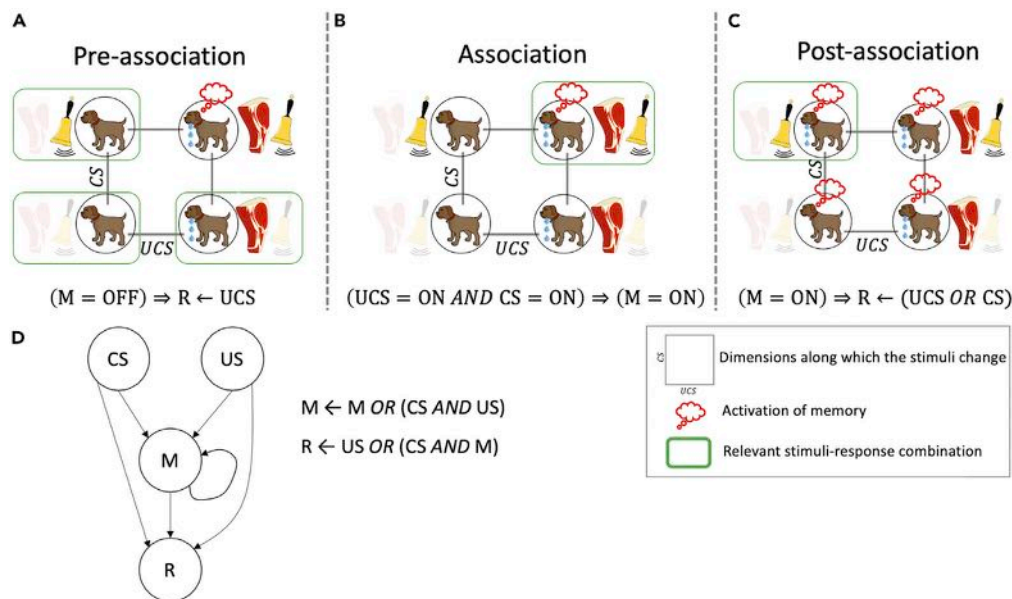 A
Pre-association
CS
UCS
(M = OFF) ⇒ R ← UCS
B
Association
CS
UCS
(UCS = ON AND CS = ON) ⇒ (M = ON)
C
Post-association
CS
UCS
(M = ON) ⇒ R ← (UCS OR CS)
D
CS
US
M
R
M ← M OR (CS AND US)
R ← US OR (CS AND M)
CS
UCS
Dimensions along which the stimuli change
Activation of memory
Relevant stimuli-response combination